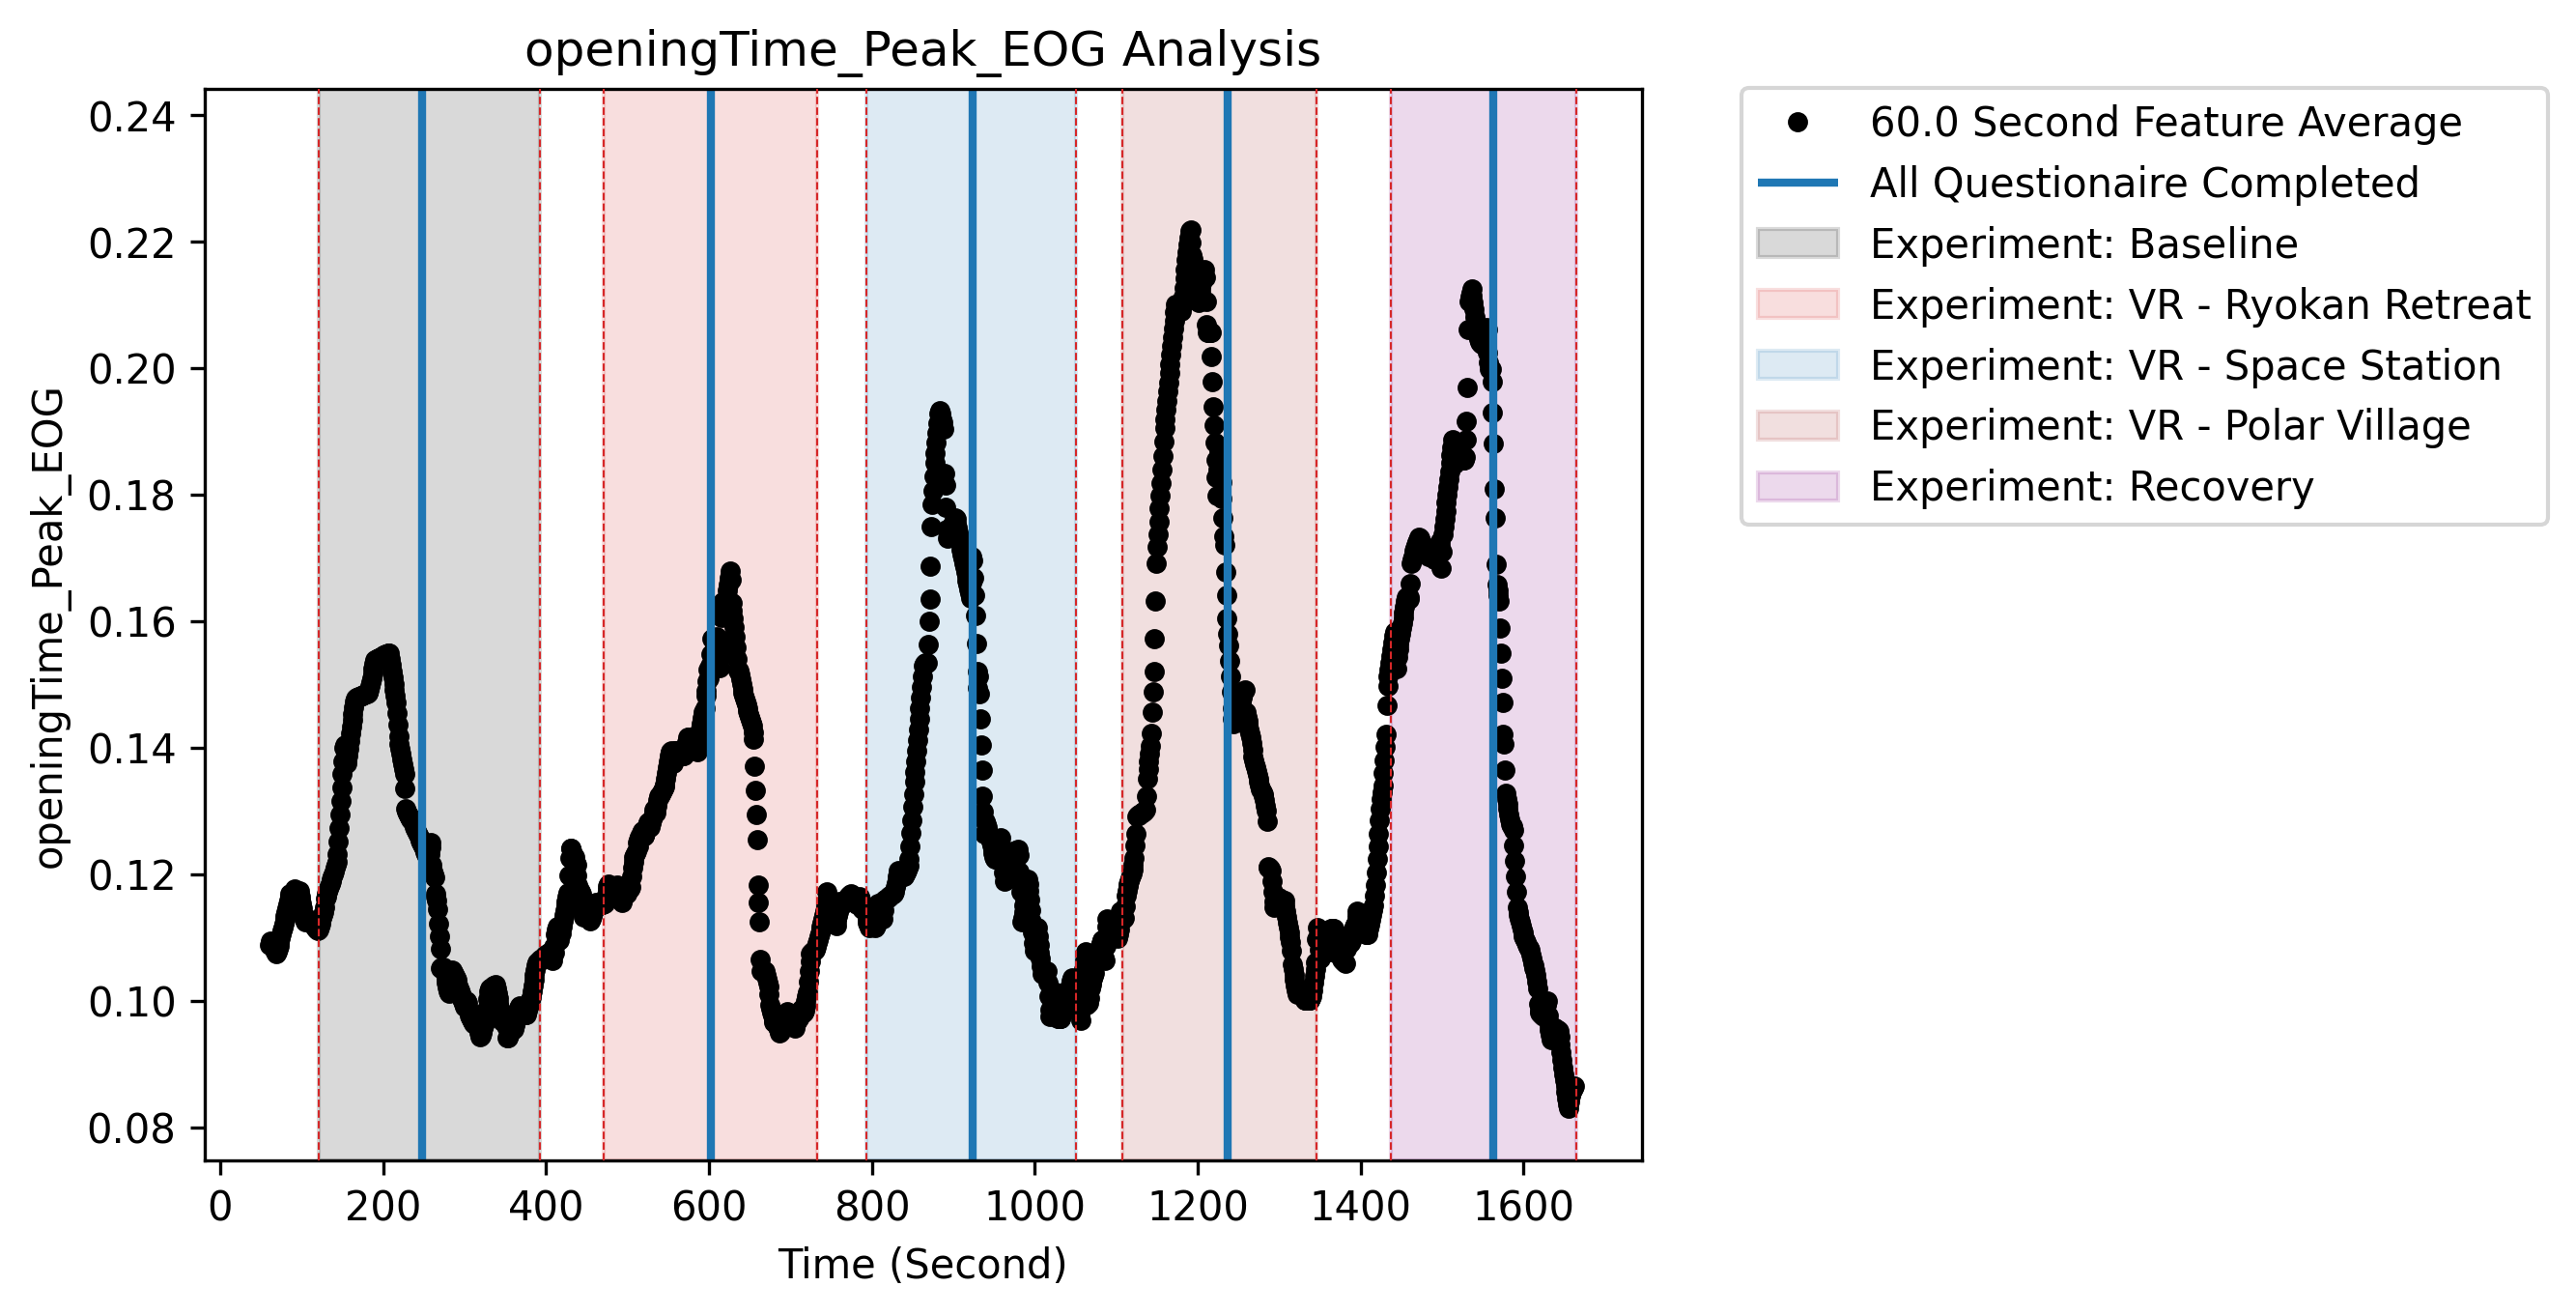 openingTime_Peak_EOG Analysis
openingTime_Peak_EOG
0.24
0.22
0.20
0.18
0.16
0.14
0.12
0.10
0.08
0 200 400 600 800 1000 1200 1400 1600
Time (Second)
60.0 Second Feature Average
All Questionaire Completed
Experiment: Baseline
Experiment: VR - Ryokan Retreat
Experiment: VR - Space Station
Experiment: VR - Polar Village
Experiment: Recovery